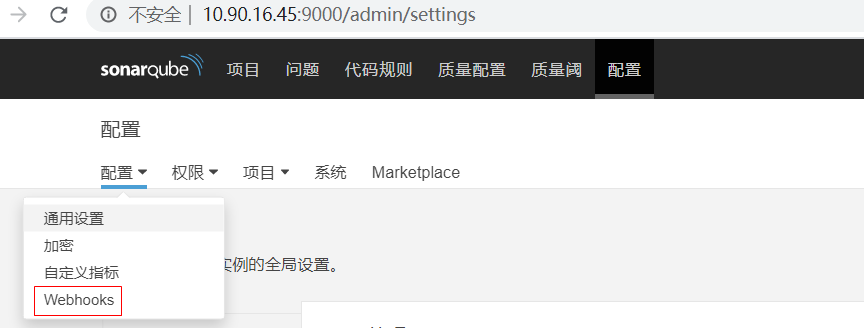 不安全 | 10.90.16.45:9000/admin/settings
sonarqube 项目 问题 代码规则 质量配置 质量阈 配置
配置
配置 权限 项目 系统 Marketplace
通用设置
加密
实例的全局设置。
自定义指标
Webhooks